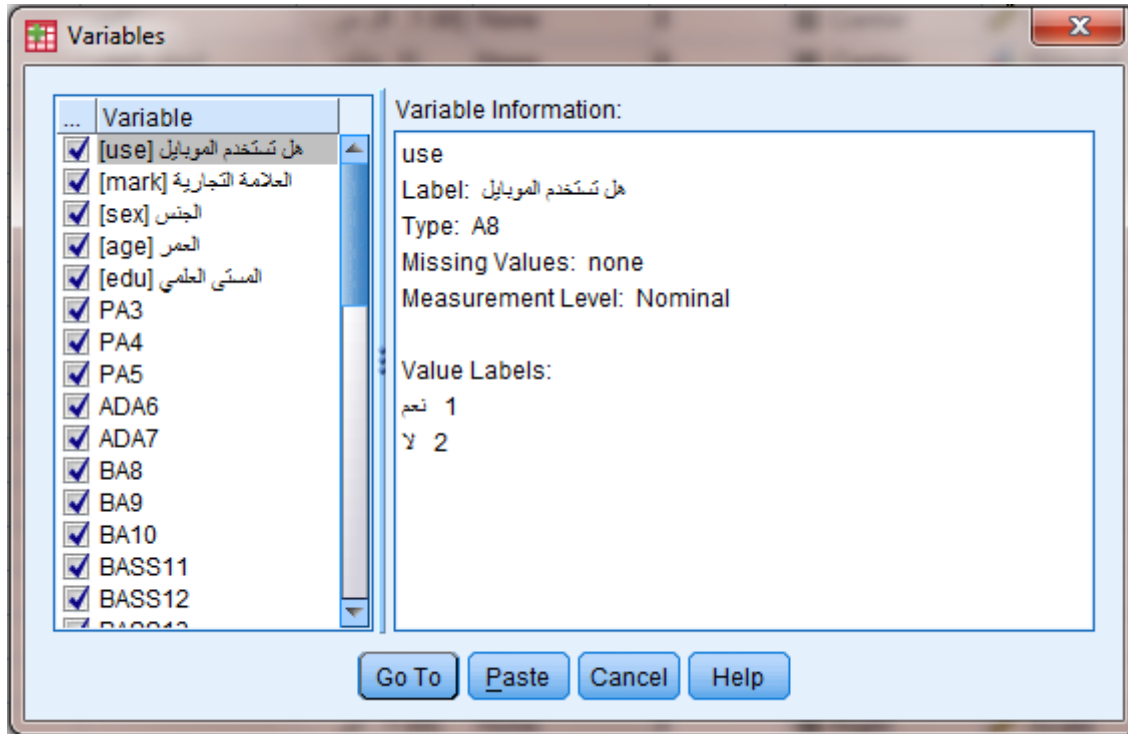 Variables
... Variable
هل تستخدم الموبايل [use]
العلامة التجارية [mark]
الجنس [sex]
العمر [age]
المستى العلمي [edu]
PA3
PA4
PA5
ADA6
ADA7
BA8
BA9
BA10
BASS11
BASS12
Variable Information:
use
Label: هل تستخدم الموبايل
Type: A8
Missing Values: none
Measurement Level: Nominal
Value Labels:
1 نعم
2 لا
Go To Paste Cancel Help